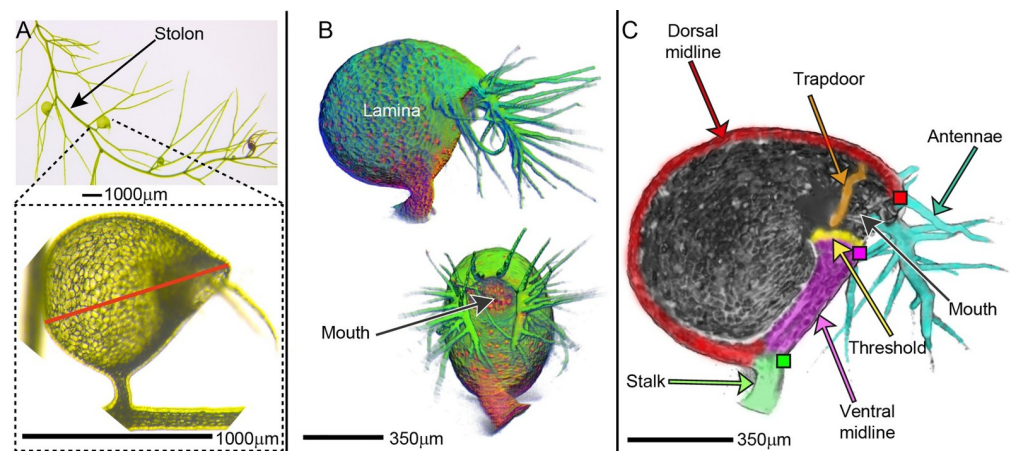 A
Stolon
1000μm
1000μm
B
Lamina
Mouth
350μm
C
Dorsal
midline
Trapdoor
Antennae
Mouth
Threshold
Stalk
Ventral
midline
350μm